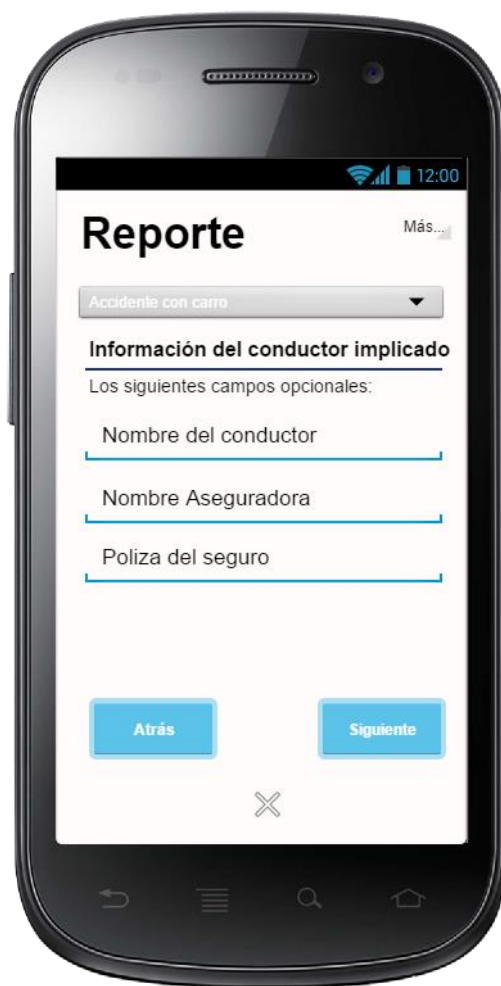 12:00
Reporte
Más...
Accidente con carro
Información del conductor implicado
Los siguientes campos opcionales:
Nombre del conductor
Nombre Aseguradora
Poliza del seguro
Atrás
Siguiente